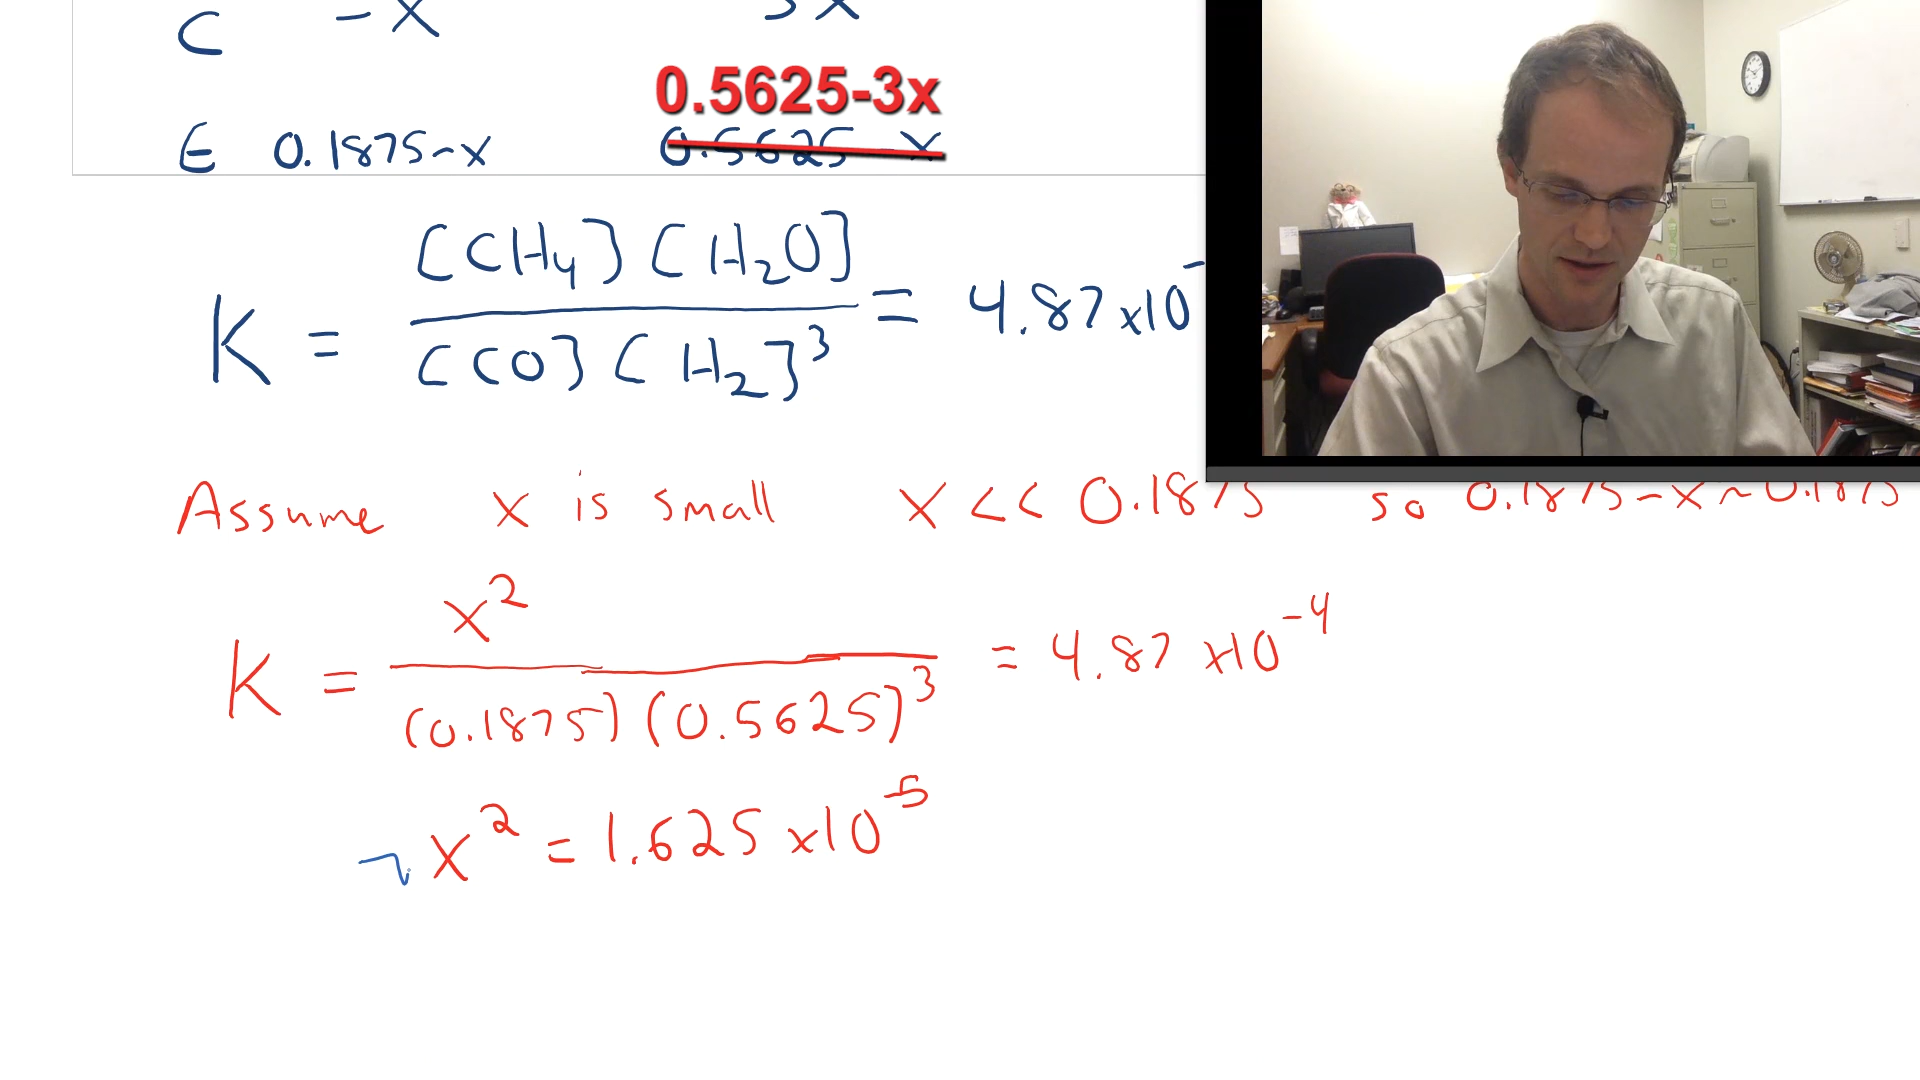 C -x 3x
0.5625-3x
E 0.1875-x 0.5625-x
K = [CH₄][H₂O] / [CO][H₂]³ = 4.87x10⁻
Assume x is small x << 0.1875 so 0.1875-x~0.1875
K = x² / (0.1875)(0.5625)³ = 4.87 x10⁻⁴
x² = 1.625 x10⁻⁵